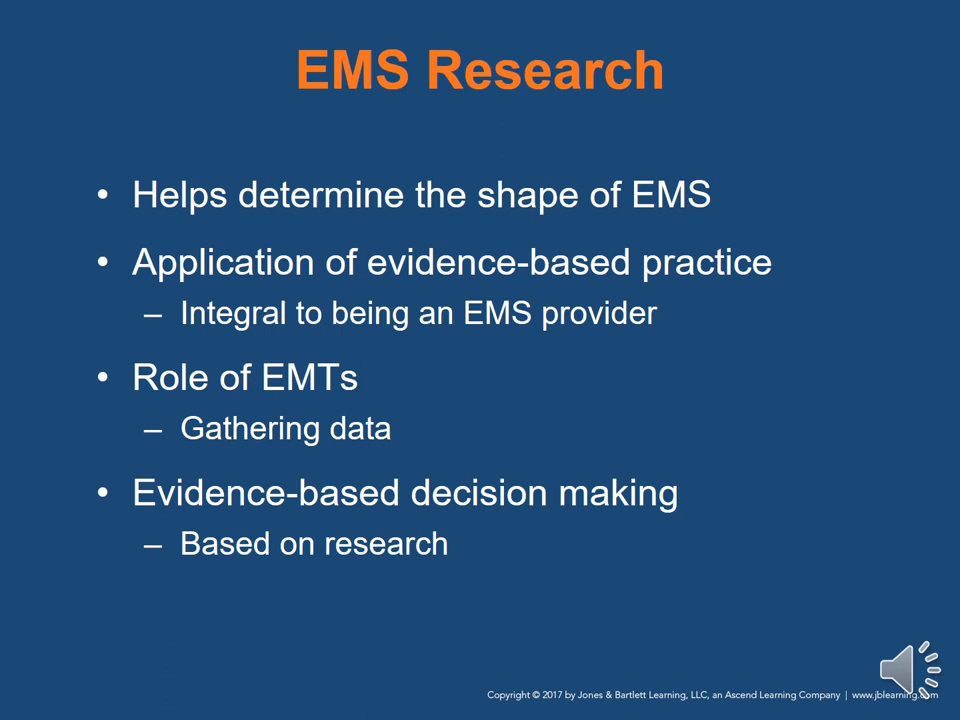 EMS Research
• Helps determine the shape of EMS
• Application of evidence-based practice
– Integral to being an EMS provider
• Role of EMTs
– Gathering data
• Evidence-based decision making
– Based on research
Copyright © 2017 by Jones & Bartlett Learning, LLC, an Ascend Learning Company | www.jblearning.com